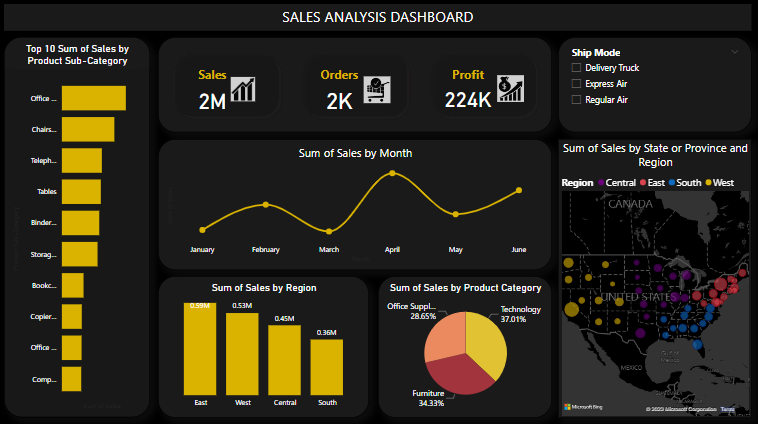 SALES ANALYSIS DASHBOARD
Top 10 Sum of Sales by
Product Sub-Category
Office ...
Chairs...
Teleph...
Tables
Binder...
Storag...
Bookc...
Copier...
Office ...
Comp...
Sales
2M
Orders
2K
Profit
224K
Ship Mode
Delivery Truck
Express Air
Regular Air
Sum of Sales by Month
January
February
March
April
May
June
Sum of Sales by Region
0.59M
0.53M
0.45M
0.36M
East
West
Central
South
Sum of Sales by Product Category
Office Suppl...
28.65%
Technology
37.01%
Furniture
34.33%
Sum of Sales by State or Province and
Region
Region
Central
East
South
West
CANADA
UNITED STATES
Gulf of
Mexico
MEXICO
Microsoft Bing
© 2023 Microsoft Corporation
Terms